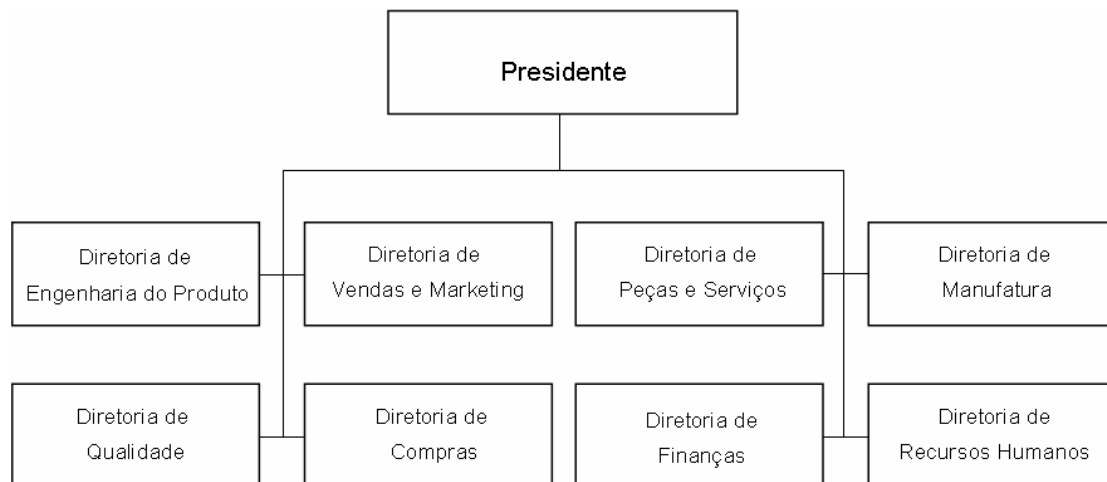 Presidente
Diretoria de
Engenharia do Produto
Diretoria de
Vendas e Marketing
Diretoria de
Peças e Serviços
Diretoria de
Manufatura
Diretoria de
Qualidade
Diretoria de
Compras
Diretoria de
Finanças
Diretoria de
Recursos Humanos